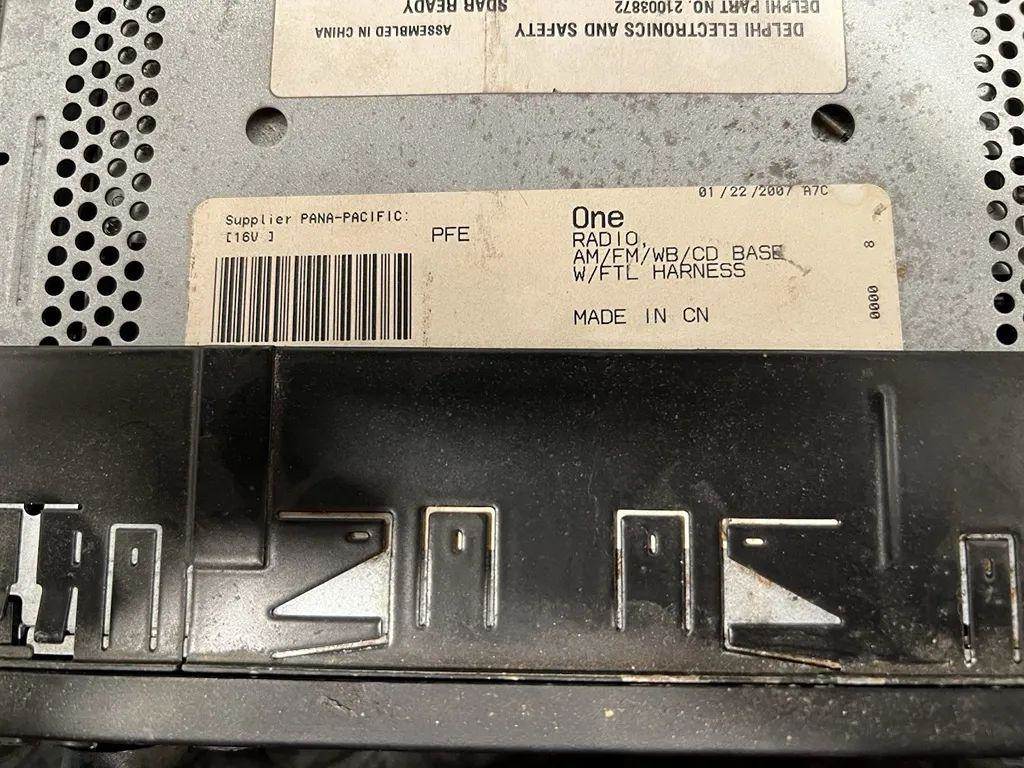 DELPHI ELECTRONICS AND SAFETY
DELPHI PART NO. 21003872
ASSEMBLED IN CHINA
SDAR READY
01/22/2007 A7C
Supplier PANA-PACIFIC:
[16V ]
PFE
One
RADIO,
AM/FM/WB/CD BASE
W/FTL HARNESS
MADE IN CN
0000 8